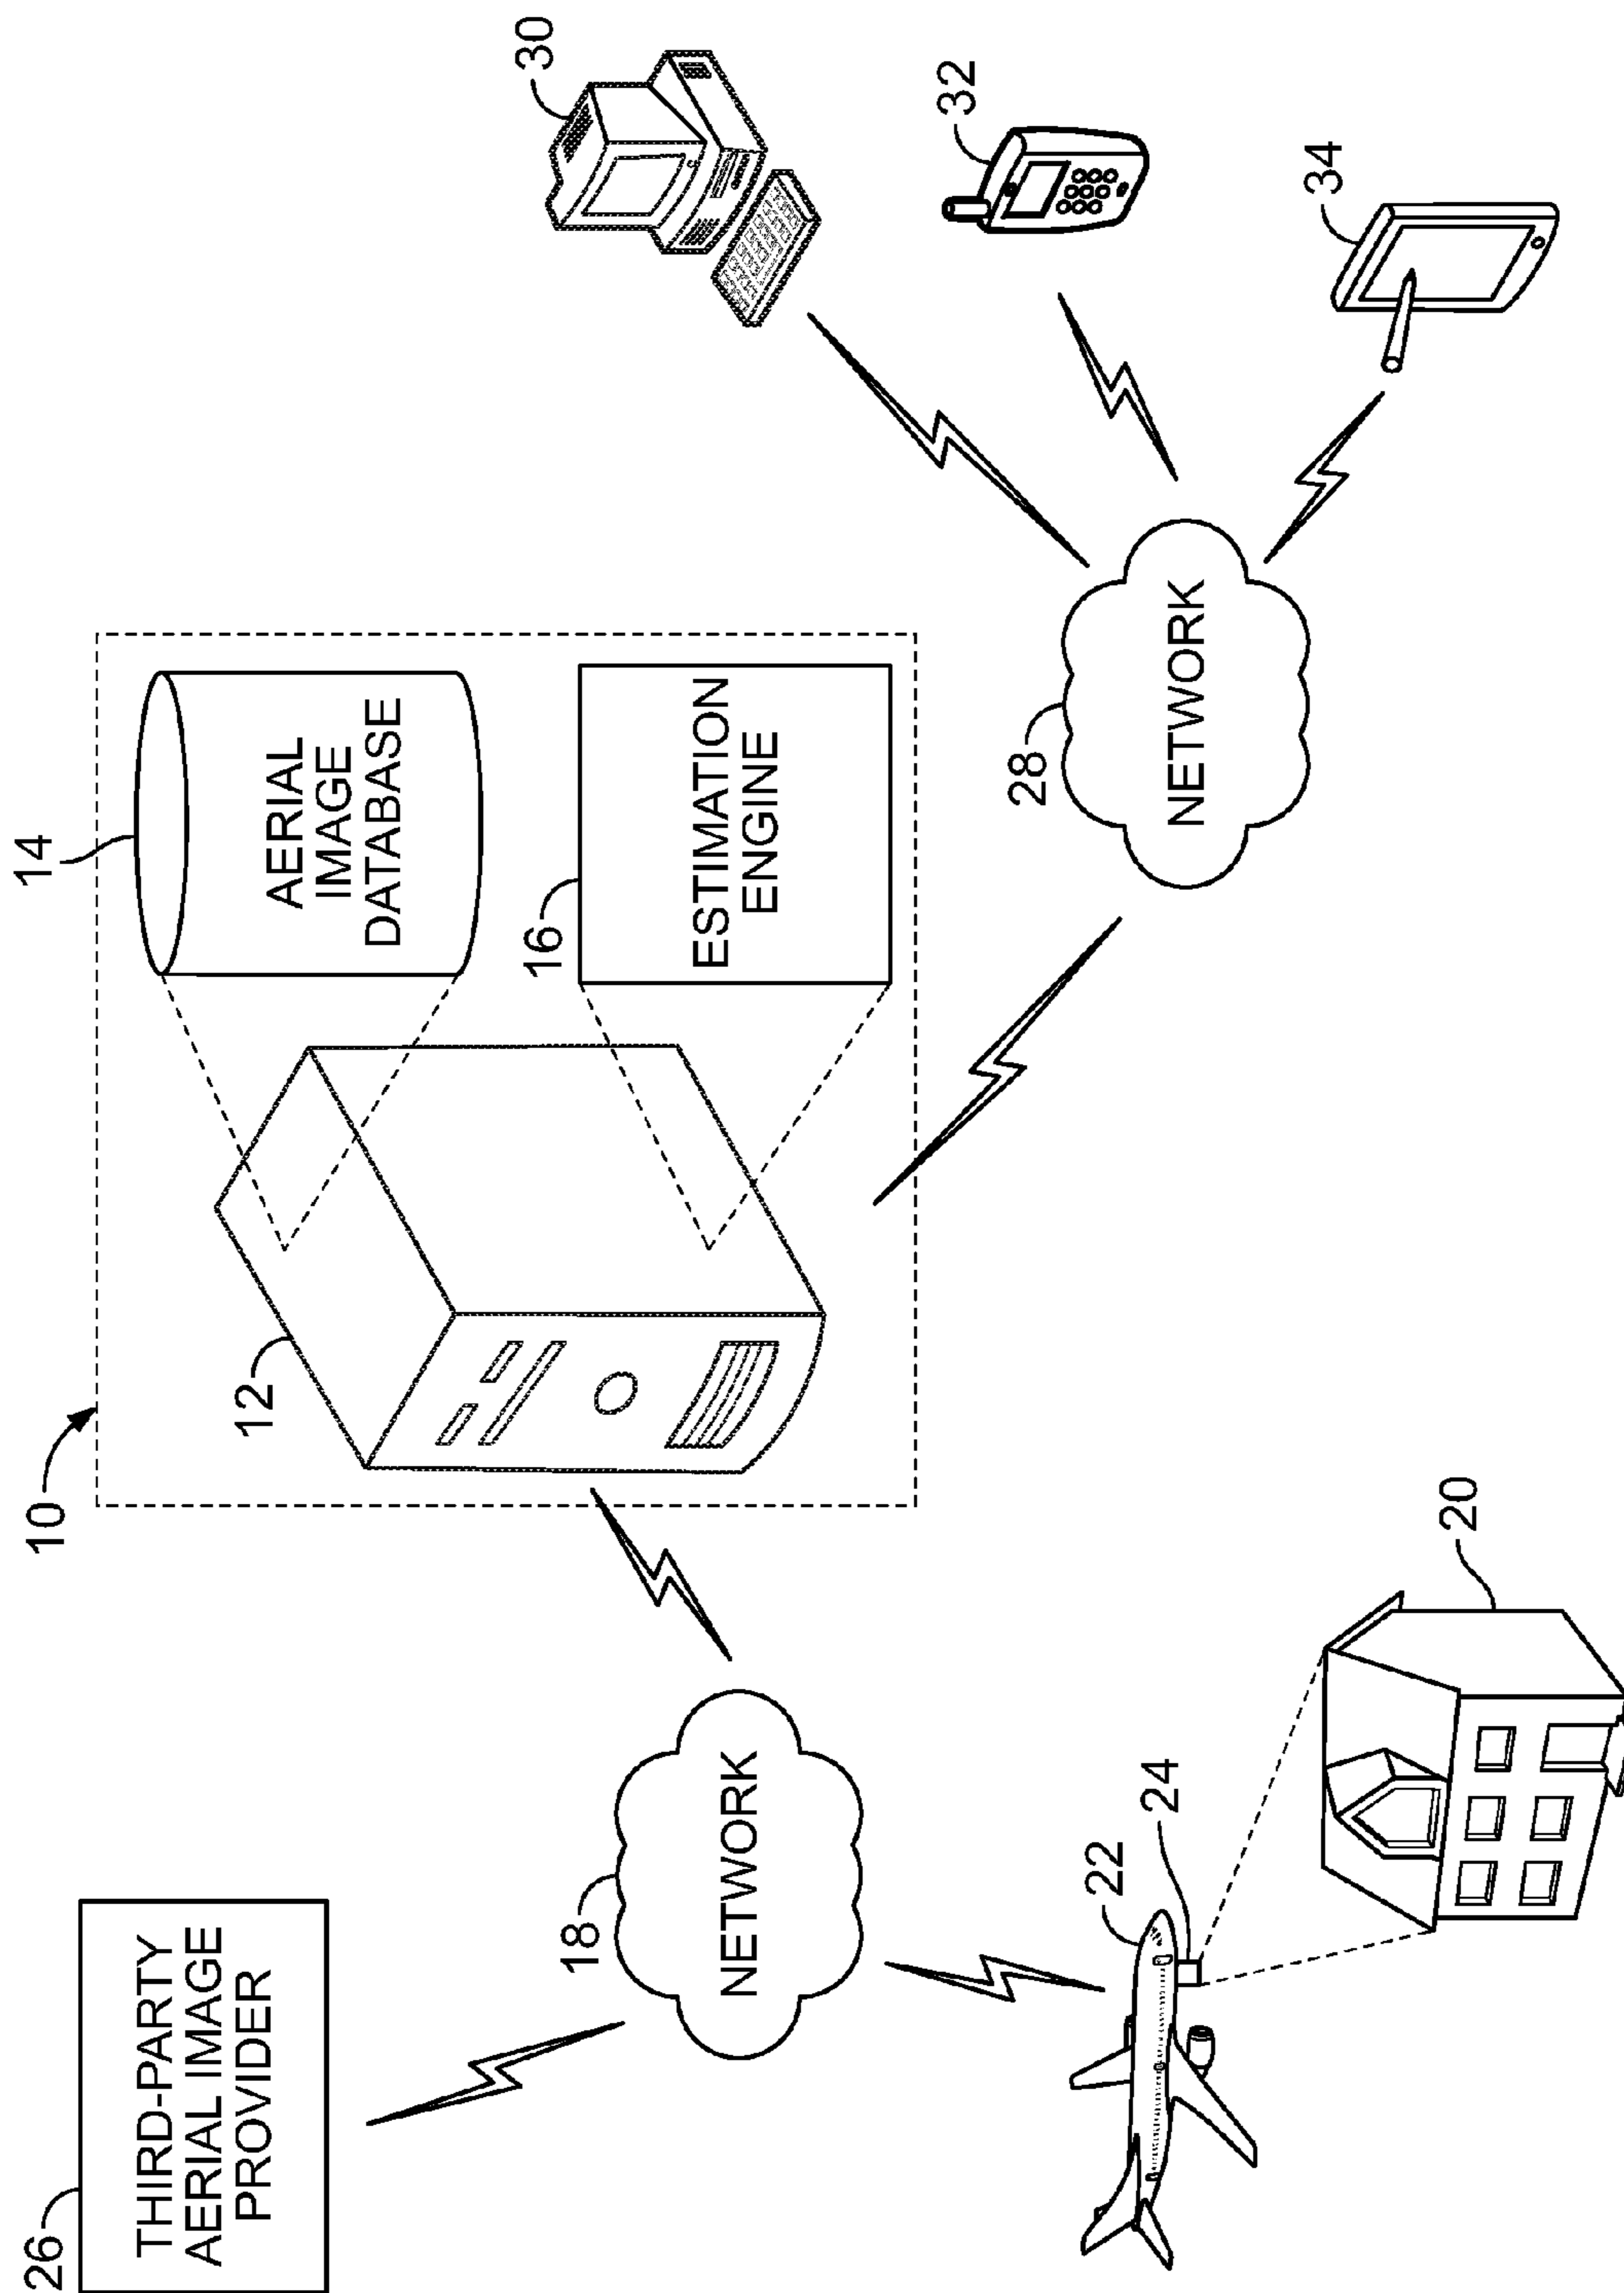 10
14
12
AERIAL
IMAGE
DATABASE
16
ESTIMATION
ENGINE
26
THIRD-PARTY
AERIAL IMAGE
PROVIDER
18
NETWORK
28
NETWORK
22
24
20
30
32
34